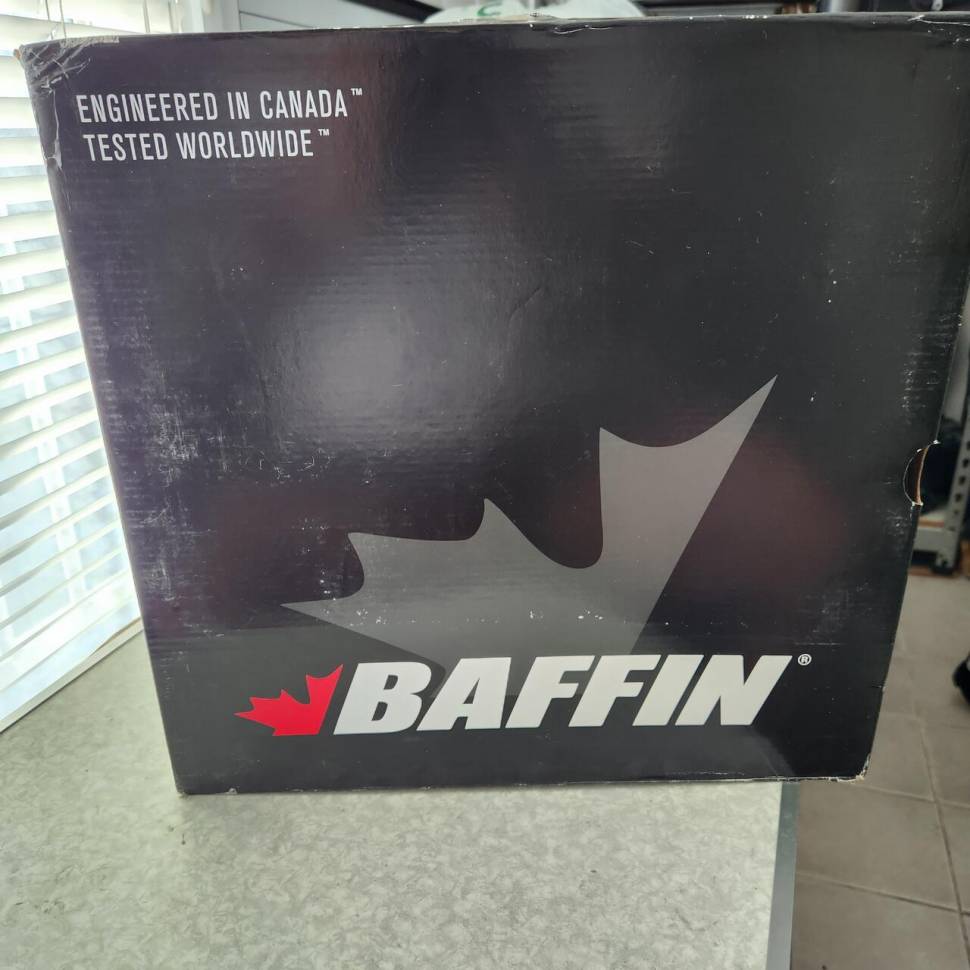 ENGINEERED IN CANADA™
TESTED WORLDWIDE™
BAFFIN®